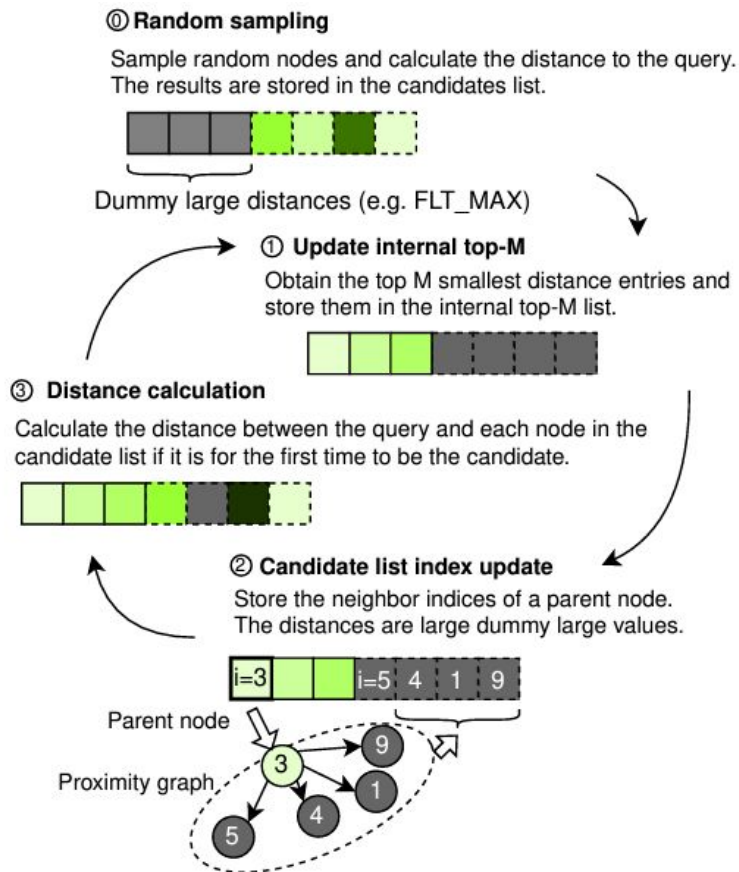 ⓪ Random sampling
Sample random nodes and calculate the distance to the query.
The results are stored in the candidates list.
Dummy large distances (e.g. FLT_MAX)
① Update internal top-M
Obtain the top M smallest distance entries and
store them in the internal top-M list.
③ Distance calculation
Calculate the distance between the query and each node in the
candidate list if it is for the first time to be the candidate.
② Candidate list index update
Store the neighbor indices of a parent node.
The distances are large dummy large values.
i=3 i=5 4 1 9
Parent node
9
3
Proximity graph
1
4
5